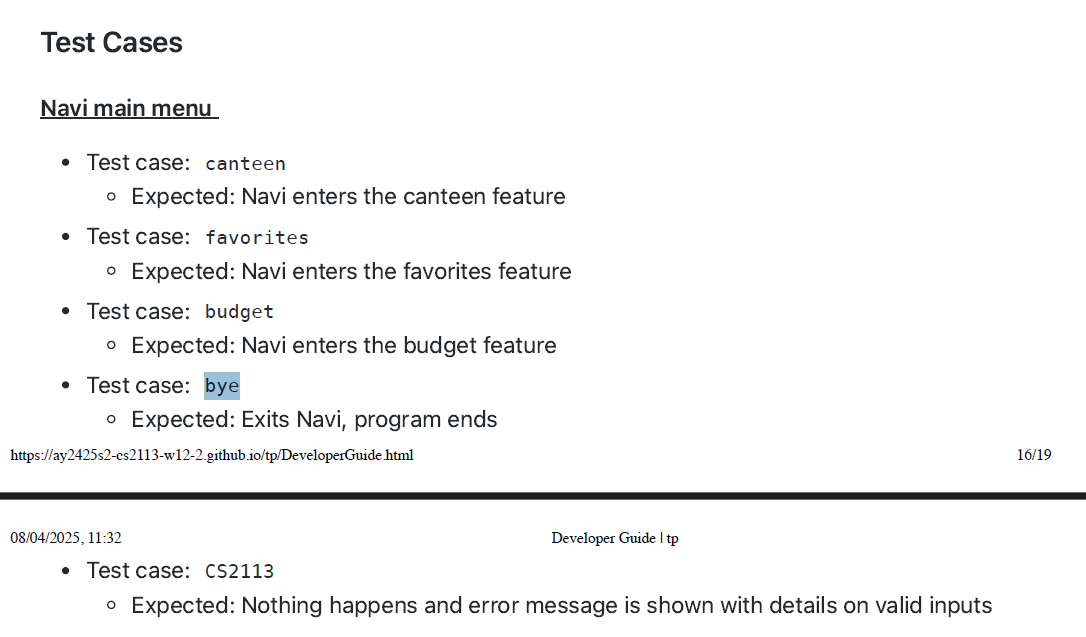 Test Cases
Navi main menu
• Test case: canteen
◦ Expected: Navi enters the canteen feature
• Test case: favorites
◦ Expected: Navi enters the favorites feature
• Test case: budget
◦ Expected: Navi enters the budget feature
• Test case: bye
◦ Expected: Exits Navi, program ends
https://ay2425s2-cs2113-w12-2.github.io/tp/DeveloperGuide.html 16/19
08/04/2025, 11:32 Developer Guide | tp
• Test case: CS2113
◦ Expected: Nothing happens and error message is shown with details on valid inputs